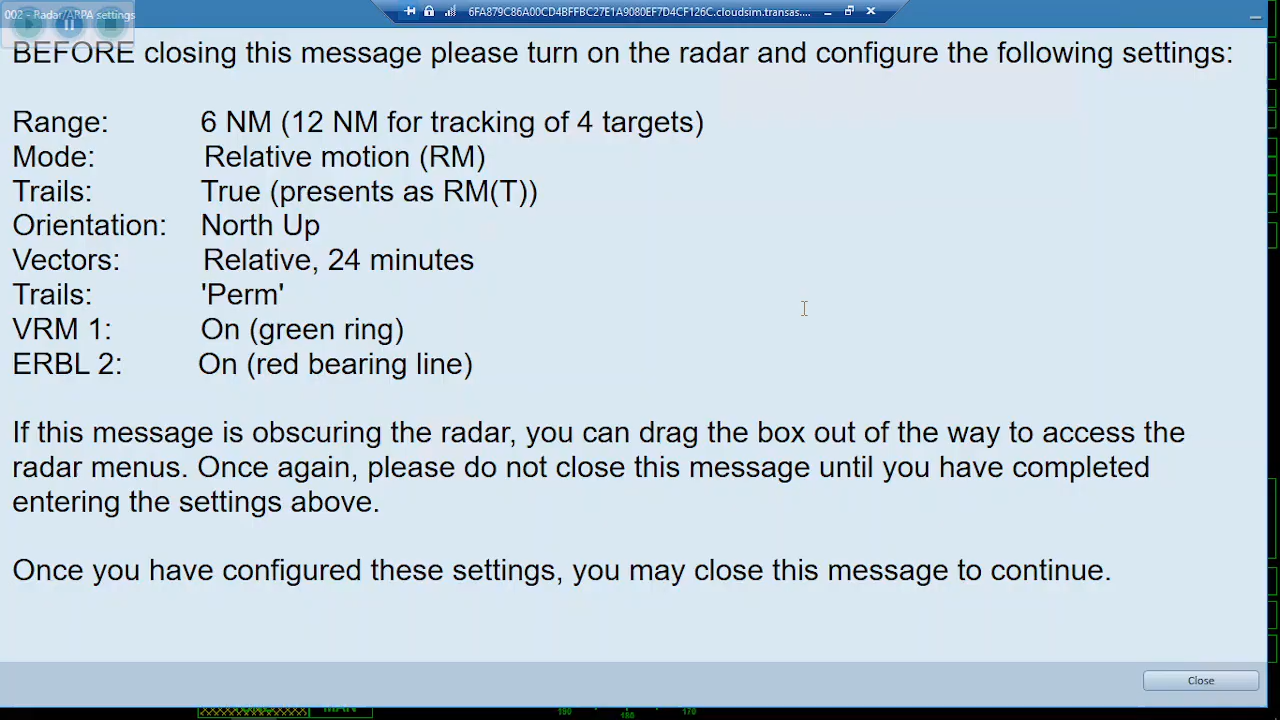 002 - Radar/ARPA settings
6FA879C86A00CD4BFFBC27E1A9080EF7D4CF126C.cloudsim.transas....
BEFORE closing this message please turn on the radar and configure the following settings:
Range: 6 NM (12 NM for tracking of 4 targets)
Mode: Relative motion (RM)
Trails: True (presents as RM(T))
Orientation: North Up
Vectors: Relative, 24 minutes
Trails: 'Perm'
VRM 1: On (green ring)
ERBL 2: On (red bearing line)
If this message is obscuring the radar, you can drag the box out of the way to access the
radar menus. Once again, please do not close this message until you have completed
entering the settings above.
Once you have configured these settings, you may close this message to continue.
Close
190 180 170